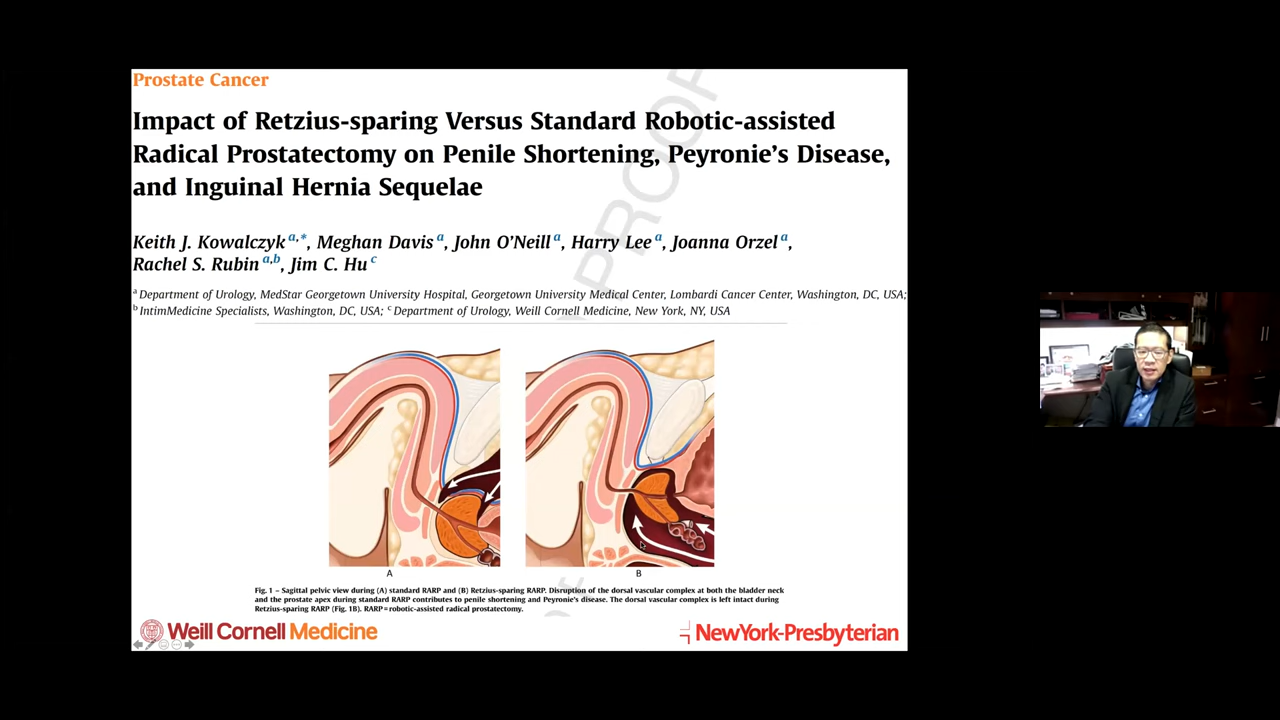 Prostate Cancer
Impact of Retzius-sparing Versus Standard Robotic-assisted
Radical Prostatectomy on Penile Shortening, Peyronie's Disease,
and Inguinal Hernia Sequelae
Keith J. Kowalczyk a,*, Meghan Davis a, John O'Neill a, Harry Lee a, Joanna Orzel a,
Rachel S. Rubin a,b, Jim C. Hu c
a Department of Urology, MedStar Georgetown University Hospital, Georgetown University Medical Center, Lombardi Cancer Center, Washington, DC, USA;
b IntimMedicine Specialists, Washington, DC, USA; c Department of Urology, Weill Cornell Medicine, New York, NY, USA
PROOF
A
B
Fig. 1 – Sagittal pelvic view during (A) standard RARP and (B) Retzius-sparing RARP. Disruption of the dorsal vascular complex at both the bladder neck
and the prostate apex during standard RARP contributes to penile shortening and Peyronie's disease. The dorsal vascular complex is left intact during
Retzius-sparing RARP (Fig. 1B). RARP = robotic-assisted radical prostatectomy.
Weill Cornell Medicine
NewYork-Presbyterian